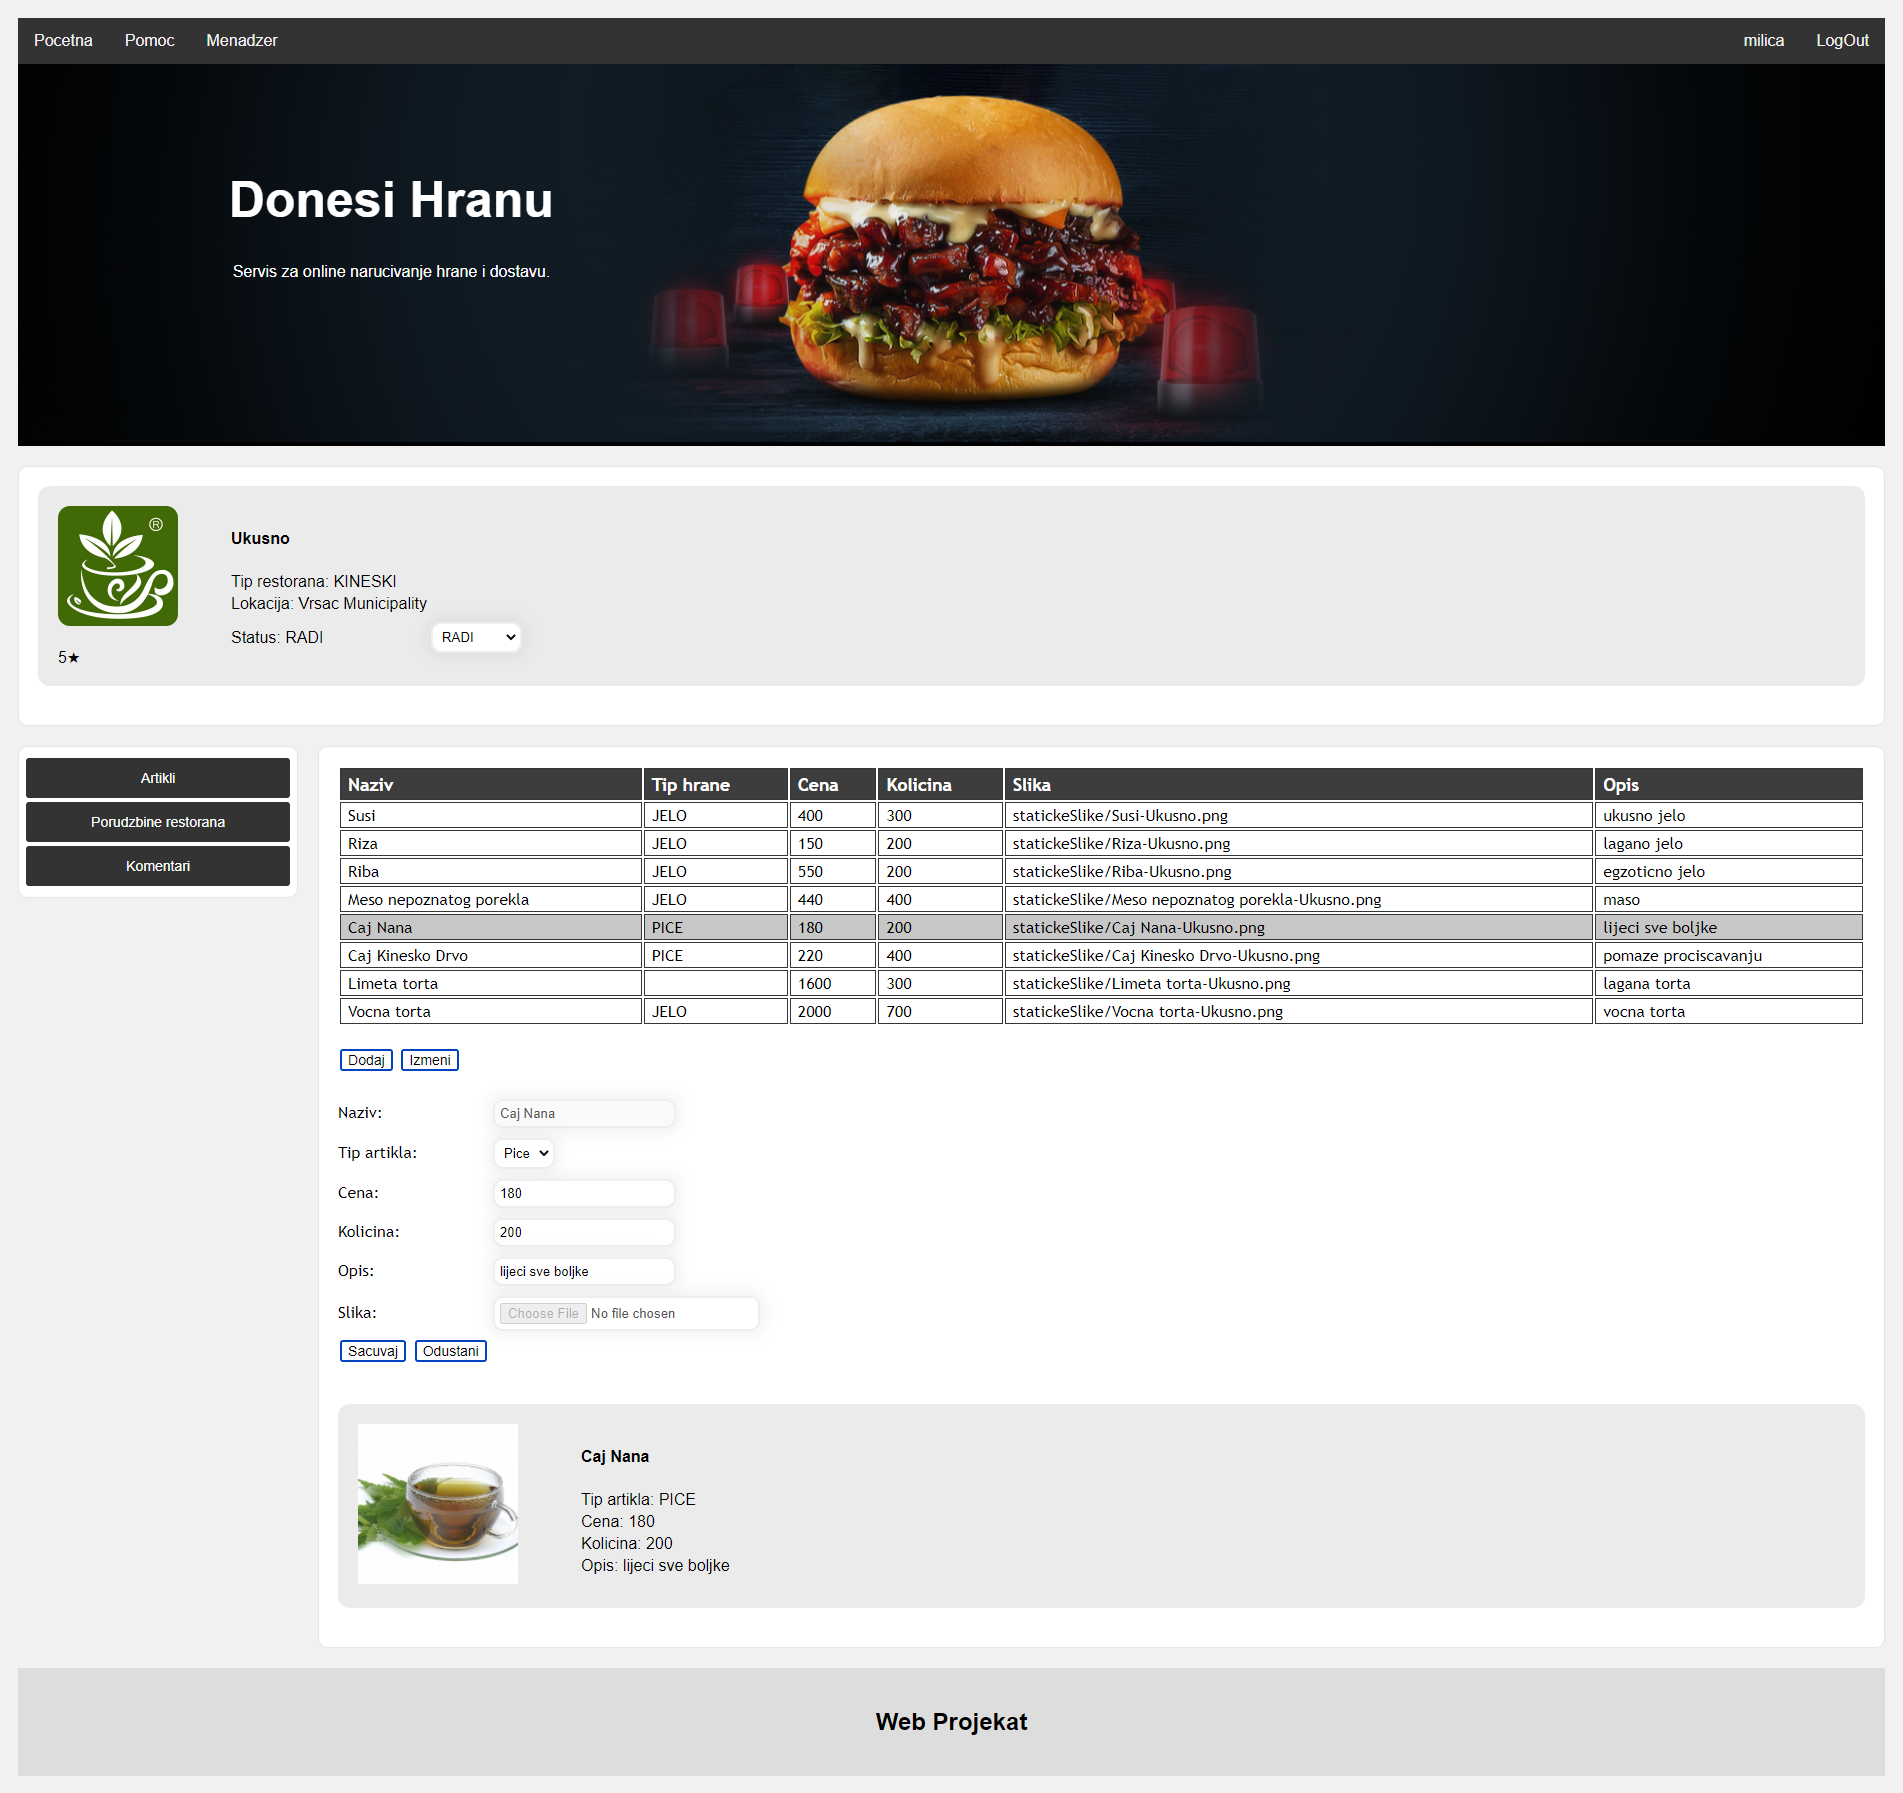 Pocetna Pomoc Menadzer milica LogOut
Donesi Hranu
Servis za online narucivanje hrane i dostavu.
®
Ukusno
Tip restorana: KINESKI
Lokacija: Vrsac Municipality
Status: RADI RADI
5★
Artikli
Porudzbine restorana
Komentari
Naziv Tip hrane Cena Kolicina Slika Opis
Susi JELO 400 300 statickeSlike/Susi-Ukusno.png ukusno jelo
Riza JELO 150 200 statickeSlike/Riza-Ukusno.png lagano jelo
Riba JELO 550 200 statickeSlike/Riba-Ukusno.png egzoticno jelo
Meso nepoznatog porekla JELO 440 400 statickeSlike/Meso nepoznatog porekla-Ukusno.png maso
Caj Nana PICE 180 200 statickeSlike/Caj Nana-Ukusno.png lijeci sve boljke
Caj Kinesko Drvo PICE 220 400 statickeSlike/Caj Kinesko Drvo-Ukusno.png pomaze prociscavanju
Limeta torta 1600 300 statickeSlike/Limeta torta-Ukusno.png lagana torta
Vocna torta JELO 2000 700 statickeSlike/Vocna torta-Ukusno.png vocna torta
Dodaj Izmeni
Naziv: Caj Nana
Tip artikla: Pice
Cena: 180
Kolicina: 200
Opis: lijeci sve boljke
Slika: Choose File No file chosen
Sacuvaj Odustani
Caj Nana
Tip artikla: PICE
Cena: 180
Kolicina: 200
Opis: lijeci sve boljke
Web Projekat